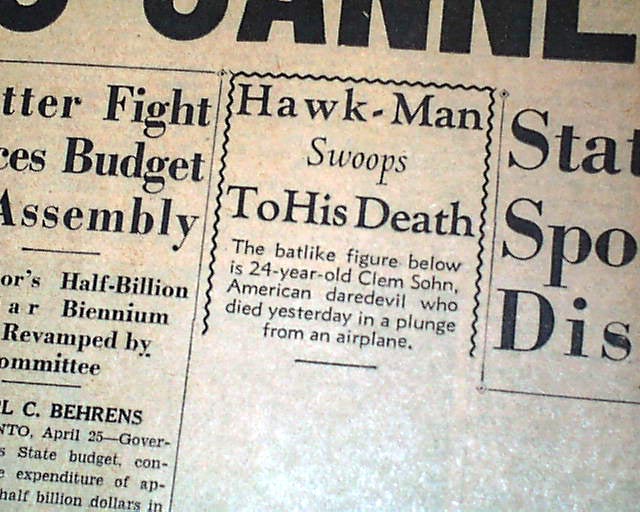 tter Fight
ces Budget
Assembly
or's Half-Billion
ar Biennium
Revamped by
ommittee
L C. BEHRENS
NTO, April 25—Gover-
s State budget, con-
e expenditure of ap-
half billion dollars in
Hawk-Man
Swoops
To His Death
The batlike figure below
is 24-year-old Clem Sohn,
American daredevil who
died yesterday in a plunge
from an airplane.
Stat
Spo
Dis